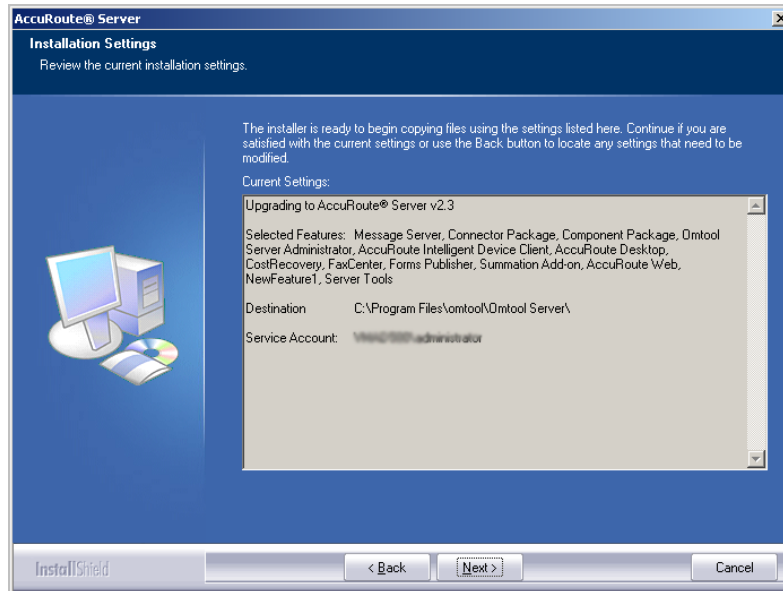 AccuRoute® Server
Installation Settings
Review the current installation settings.
The installer is ready to begin copying files using the settings listed here. Continue if you are
satisfied with the current settings or use the Back button to locate any settings that need to be
modified.
Current Settings:
Upgrading to AccuRoute® Server v2.3
Selected Features: Message Server, Connector Package, Component Package, Omtool
Server Administrator, AccuRoute Intelligent Device Client, AccuRoute Desktop,
CostRecovery, FaxCenter, Forms Publisher, Summation Add-on, AccuRoute Web,
NewFeature1, Server Tools
Destination C:\Program Files\omtool\Omtool Server\
Service Account: \administrator
InstallShield
< Back
Next >
Cancel